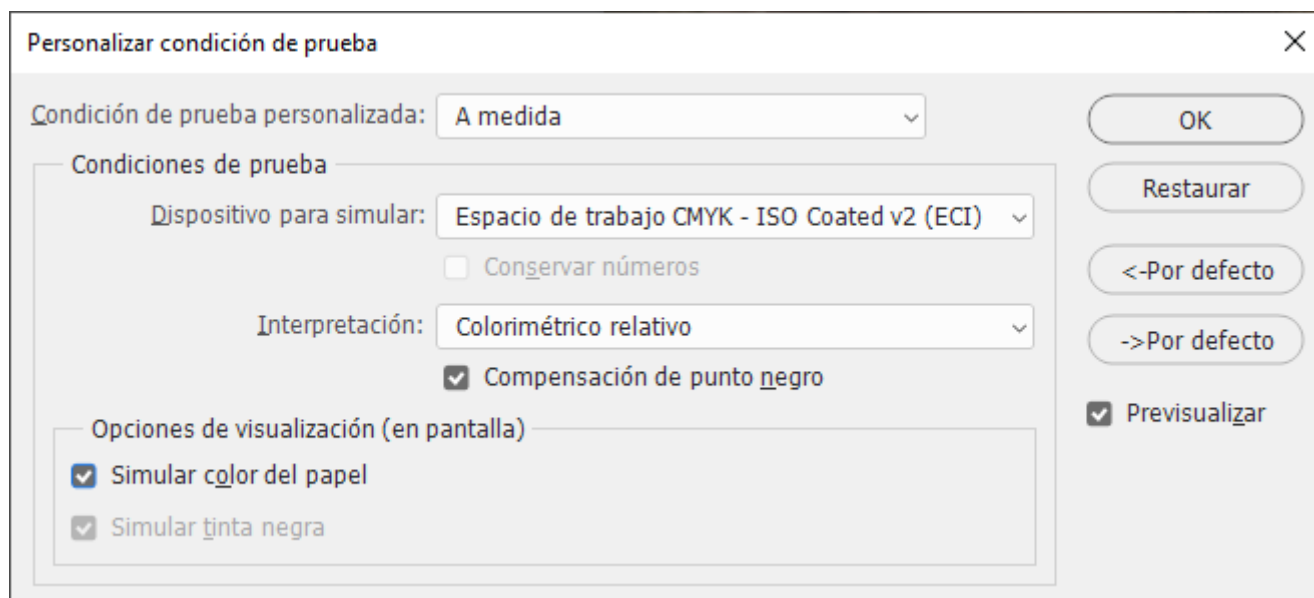 Personalizar condición de prueba
Condición de prueba personalizada: A medida
OK
Condiciones de prueba
Restaurar
Dispositivo para simular: Espacio de trabajo CMYK - ISO Coated v2 (ECI)
Conservar números
<-Por defecto
Interpretación: Colorimétrico relativo
->Por defecto
Compensación de punto negro
Previsualizar
Opciones de visualización (en pantalla)
Simular color del papel
Simular tinta negra